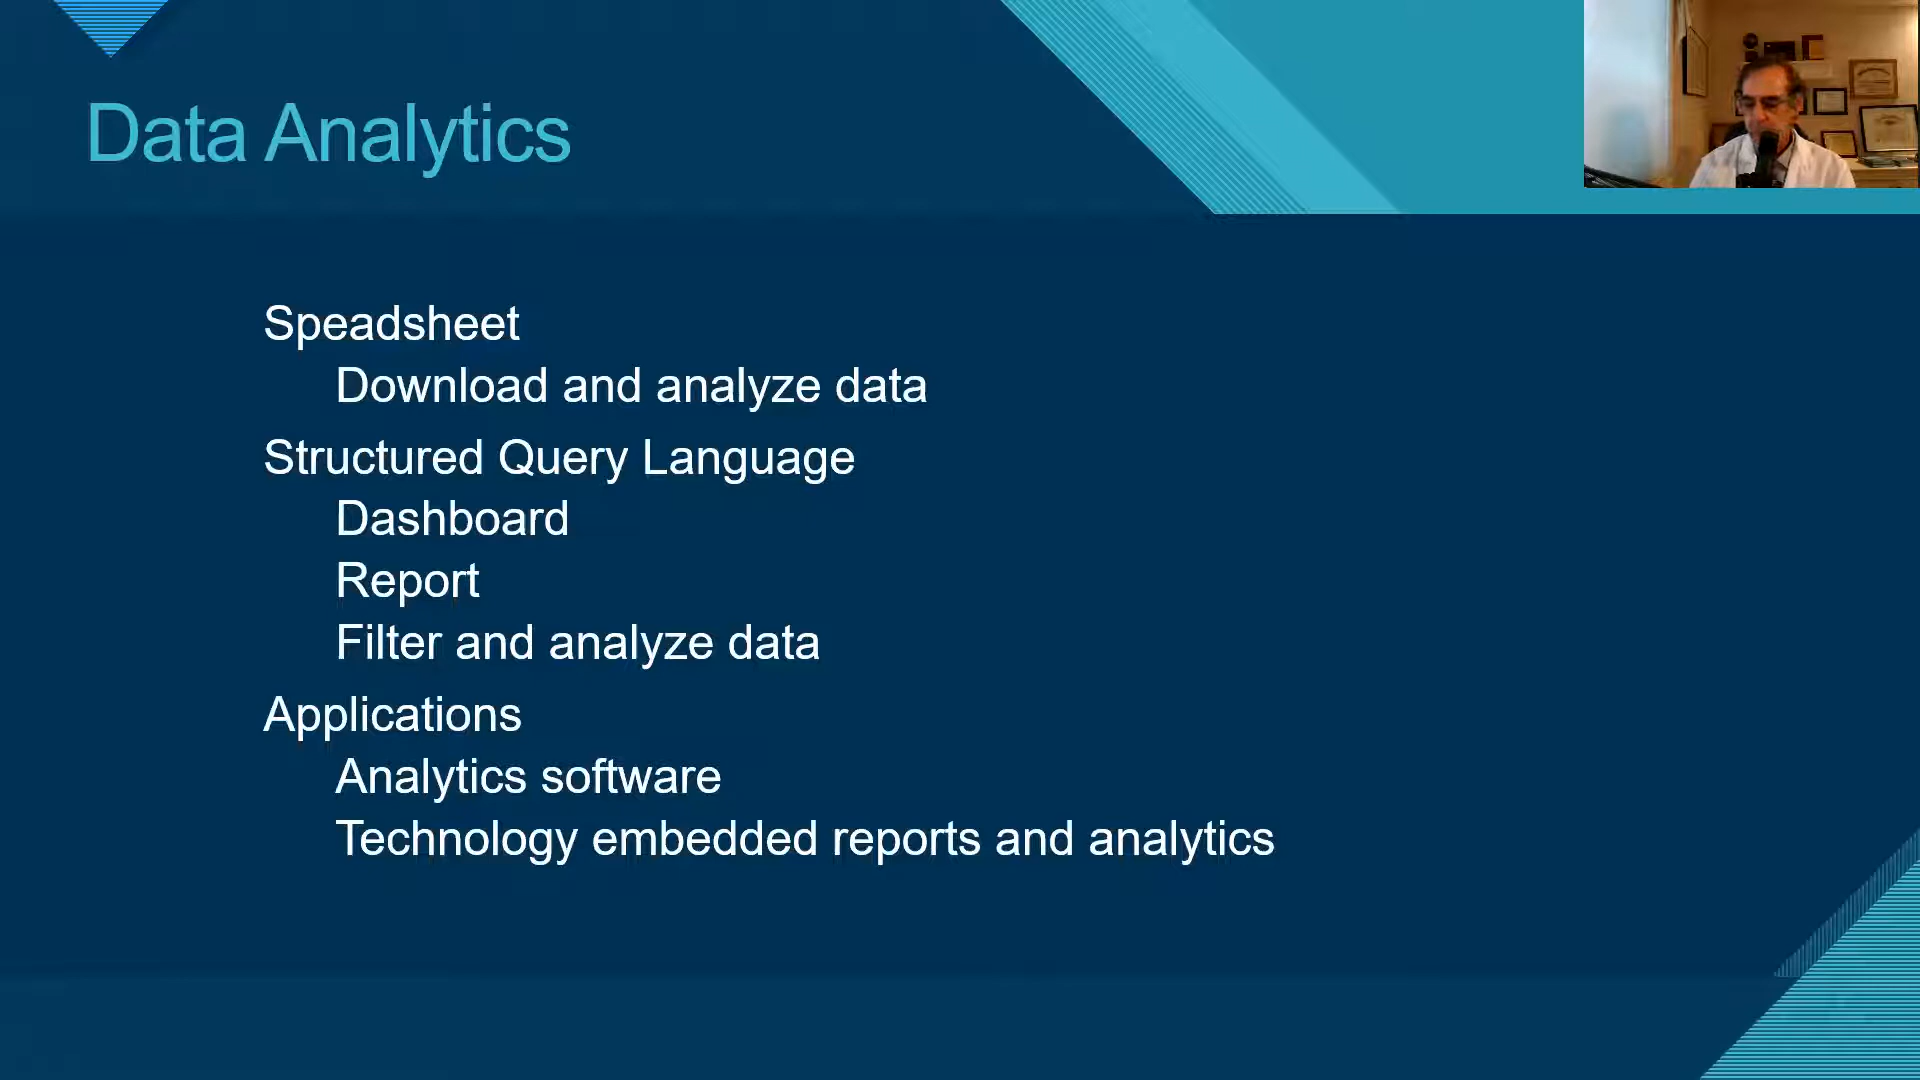 Data Analytics
Speadsheet
Download and analyze data
Structured Query Language
Dashboard
Report
Filter and analyze data
Applications
Analytics software
Technology embedded reports and analytics